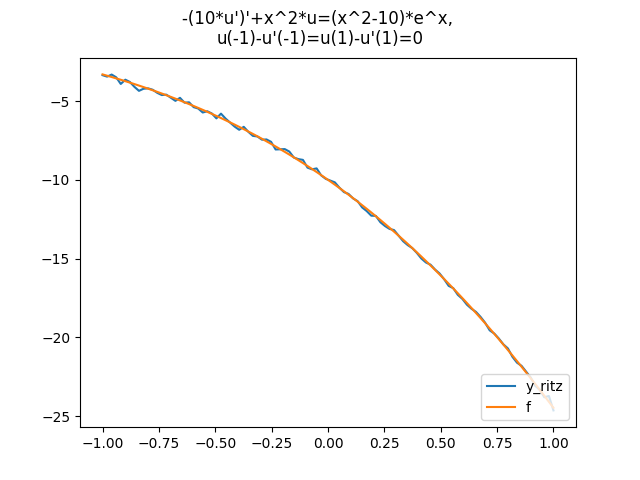 -(10*u')'+x^2*u=(x^2-10)*e^x,
u(-1)-u'(-1)=u(1)-u'(1)=0
−5
−10
−15
−20
−25
−1.00 −0.75 −0.50 −0.25 0.00 0.25 0.50 0.75 1.00
y_ritz
f